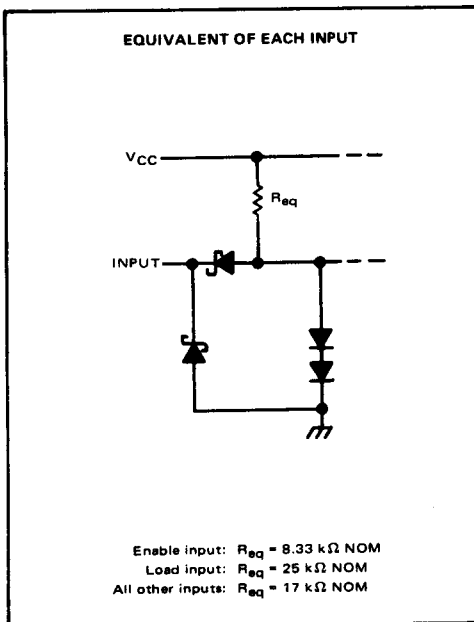 EQUIVALENT OF EACH INPUT
VCC
Req
INPUT
Enable input: Req = 8.33 kΩ NOM
Load input: Req = 25 kΩ NOM
All other inputs: Req = 17 kΩ NOM